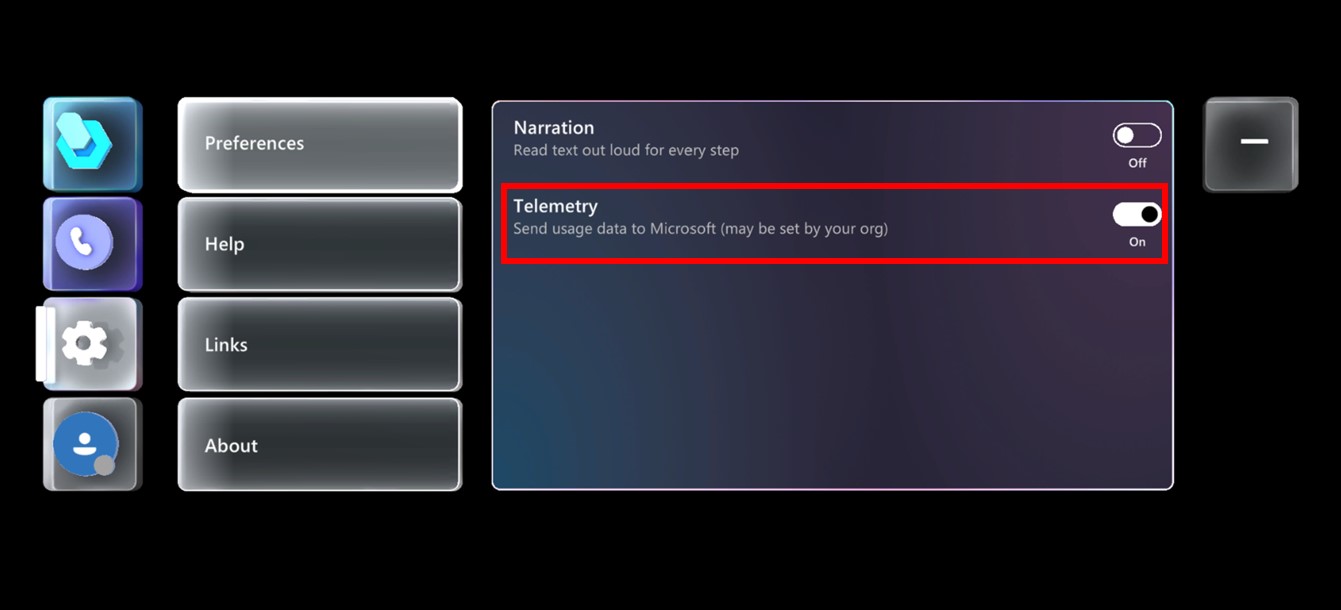 Preferences
Help
Links
About
Narration
Read text out loud for every step
Off
Telemetry
Send usage data to Microsoft (may be set by your org)
On